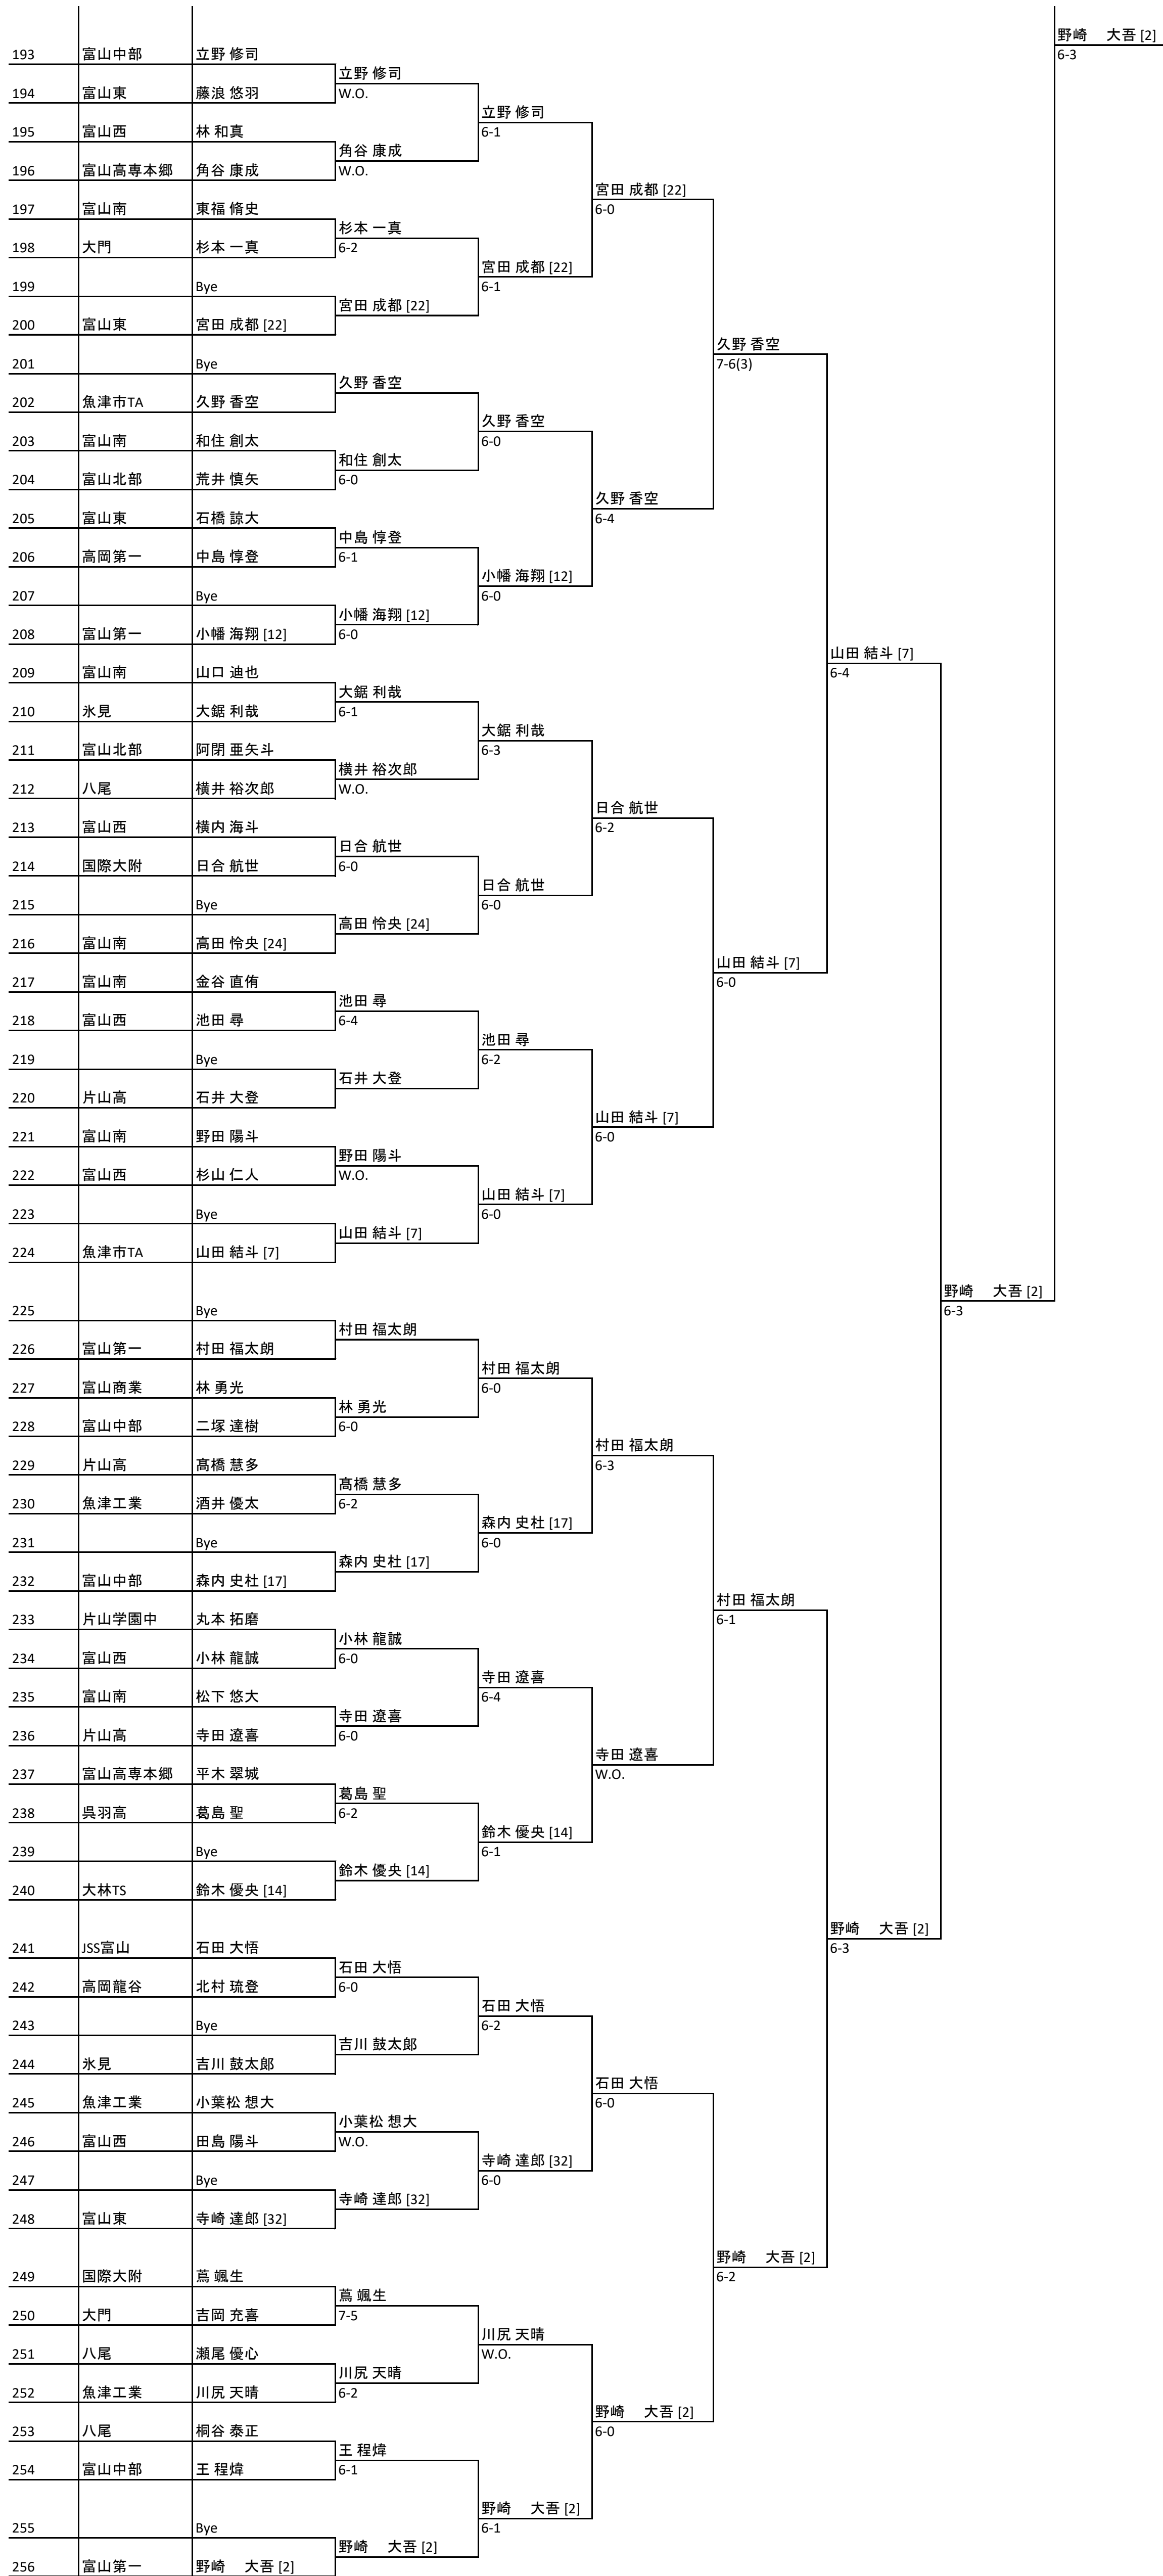 野崎　大吾 [2]
6-3
193 富山中部 立野 修司
立野 修司
194 富山東 藤浪 悠羽 W.O.
立野 修司
195 富山西 林 和真 6-1
角谷 康成
196 富山高専本郷 角谷 康成 W.O.
宮田 成都 [22]
197 富山南 東福 脩史 6-0
杉本 一真
198 大門 杉本 一真 6-2
宮田 成都 [22]
199 Bye 6-1
宮田 成都 [22]
200 富山東 宮田 成都 [22]
久野 香空
201 Bye 7-6(3)
久野 香空
202 魚津市TA 久野 香空
久野 香空
203 富山南 和住 創太 6-0
和住 創太
204 富山北部 荒井 慎矢 6-0
久野 香空
205 富山東 石橋 諒大 6-4
中島 惇登
206 高岡第一 中島 惇登 6-1
小幡 海翔 [12]
207 Bye 6-0
小幡 海翔 [12]
208 富山第一 小幡 海翔 [12] 6-0
山田 結斗 [7]
209 富山南 山口 迪也 6-4
大鋸 利哉
210 氷見 大鋸 利哉 6-1
大鋸 利哉
211 富山北部 阿閉 亜矢斗 6-3
横井 裕次郎
212 八尾 横井 裕次郎 W.O.
日合 航世
213 富山西 横内 海斗 6-2
日合 航世
214 国際大附 日合 航世 6-0
日合 航世
215 Bye 6-0
高田 怜央 [24]
216 富山南 高田 怜央 [24]
山田 結斗 [7]
217 富山南 金谷 直侑 6-0
池田 尋
218 富山西 池田 尋 6-4
池田 尋
219 Bye 6-2
石井 大登
220 片山高 石井 大登
山田 結斗 [7]
221 富山南 野田 陽斗 6-0
野田 陽斗
222 富山西 杉山 仁人 W.O.
山田 結斗 [7]
223 Bye 6-0
山田 結斗 [7]
224 魚津市TA 山田 結斗 [7]
野崎　大吾 [2]
225 Bye 6-3
村田 福太朗
226 富山第一 村田 福太朗
村田 福太朗
227 富山商業 林 勇光 6-0
林 勇光
228 富山中部 二塚 達樹 6-0
村田 福太朗
229 片山高 髙橋 慧多 6-3
髙橋 慧多
230 魚津工業 酒井 優太 6-2
森内 史杜 [17]
231 Bye 6-0
森内 史杜 [17]
232 富山中部 森内 史杜 [17]
村田 福太朗
233 片山学園中 丸本 拓磨 6-1
小林 龍誠
234 富山西 小林 龍誠 6-0
寺田 遼喜
235 富山南 松下 悠大 6-4
寺田 遼喜
236 片山高 寺田 遼喜 6-0
寺田 遼喜
237 富山高専本郷 平木 翠城 W.O.
葛島 聖
238 呉羽高 葛島 聖 6-2
鈴木 優央 [14]
239 Bye 6-1
鈴木 優央 [14]
240 大林TS 鈴木 優央 [14]
野崎　大吾 [2]
241 JSS富山 石田 大悟 6-3
石田 大悟
242 高岡龍谷 北村 琉登 6-0
石田 大悟
243 Bye 6-2
吉川 鼓太郎
244 氷見 吉川 鼓太郎
石田 大悟
245 魚津工業 小葉松 想大 6-0
小葉松 想大
246 富山西 田島 陽斗 W.O.
寺崎 達郎 [32]
247 Bye 6-0
寺崎 達郎 [32]
248 富山東 寺崎 達郎 [32]
野崎　大吾 [2]
249 国際大附 蔦 颯生 6-2
蔦 颯生
250 大門 吉岡 充喜 7-5
川尻 天晴
251 八尾 瀬尾 優心 W.O.
川尻 天晴
252 魚津工業 川尻 天晴 6-2
野崎　大吾 [2]
253 八尾 桐谷 泰正 6-0
王 程煒
254 富山中部 王 程煒 6-1
野崎　大吾 [2]
255 Bye 6-1
野崎　大吾 [2]
256 富山第一 野崎　大吾 [2]